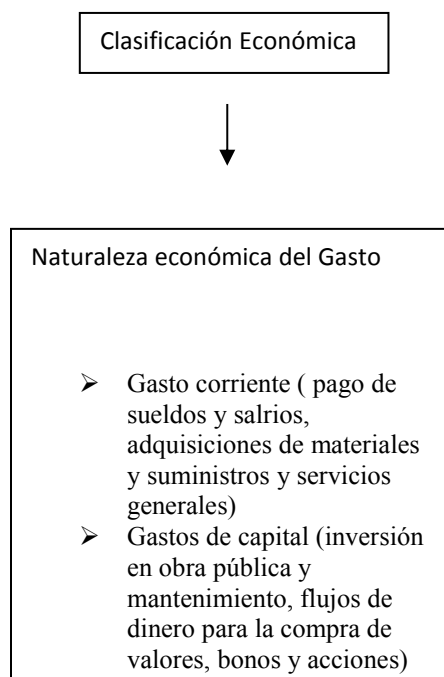 Clasificación Económica
Naturaleza económica del Gasto
➢ Gasto corriente ( pago de
sueldos y salrios,
adquisiciones de materiales
y suministros y servicios
generales)
➢ Gastos de capital (inversión
en obra pública y
mantenimiento, flujos de
dinero para la compra de
valores, bonos y acciones)